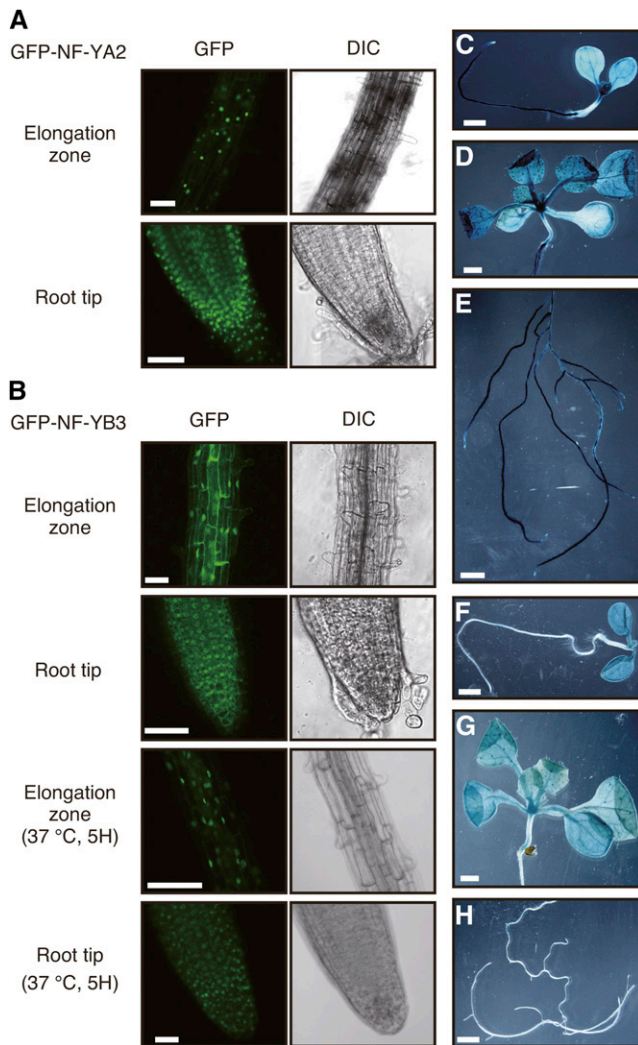 A
GFP-NF-YA2
GFP
DIC
Elongation
zone
Root tip
B
GFP-NF-YB3
GFP
DIC
Elongation
zone
Root tip
Elongation
zone
(37 °C, 5H)
Root tip
(37 °C, 5H)
C
D
E
F
G
H